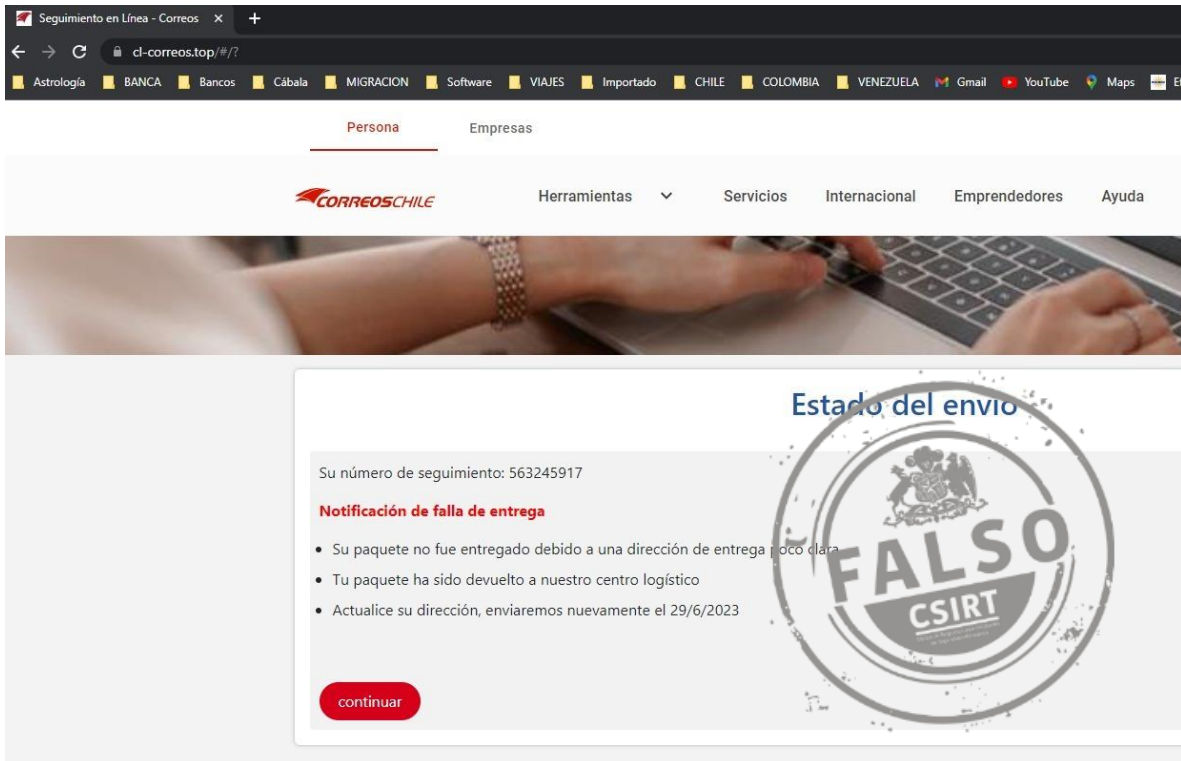 Seguimiento en Línea - Correos
cl-correos.top/#/?
Astrología BANCA Bancos Cábala MIGRACION Software VIAJES Importado CHILE COLOMBIA VENEZUELA Gmail YouTube Maps
Persona Empresas
CORREOSCHILE Herramientas Servicios Internacional Emprendedores Ayuda
Estado del envío
Su número de seguimiento: 563245917
Notificación de falla de entrega
• Su paquete no fue entregado debido a una dirección de entrega poco clara
• Tu paquete ha sido devuelto a nuestro centro logístico
• Actualice su dirección, enviaremos nuevamente el 29/6/2023
FALSO
CSIRT
continuar